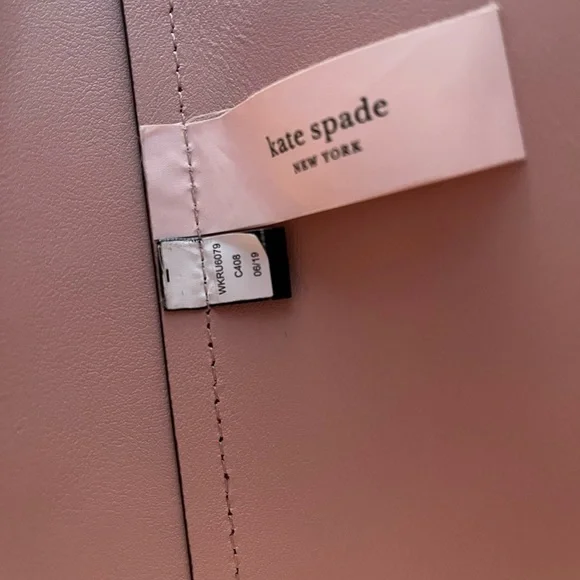 kate spade
NEW YORK
WKRU6079
C408
06/19